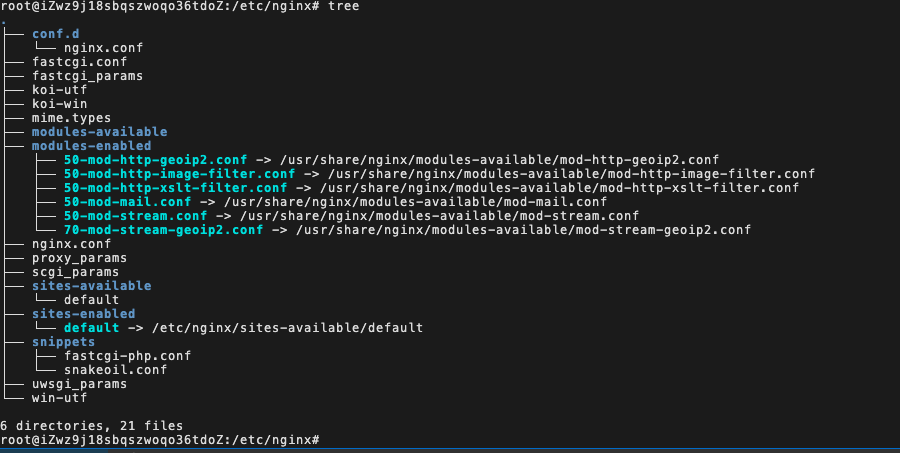 root@iZwz9j18sbqszwoqo36tdoZ:/etc/nginx# tree
.
├── conf.d
│   └── nginx.conf
├── fastcgi.conf
├── fastcgi_params
├── koi-utf
├── koi-win
├── mime.types
├── modules-available
├── modules-enabled
│   ├── 50-mod-http-geoip2.conf -> /usr/share/nginx/modules-available/mod-http-geoip2.conf
│   ├── 50-mod-http-image-filter.conf -> /usr/share/nginx/modules-available/mod-http-image-filter.conf
│   ├── 50-mod-http-xslt-filter.conf -> /usr/share/nginx/modules-available/mod-http-xslt-filter.conf
│   ├── 50-mod-mail.conf -> /usr/share/nginx/modules-available/mod-mail.conf
│   ├── 50-mod-stream.conf -> /usr/share/nginx/modules-available/mod-stream.conf
│   └── 70-mod-stream-geoip2.conf -> /usr/share/nginx/modules-available/mod-stream-geoip2.conf
├── nginx.conf
├── proxy_params
├── scgi_params
├── sites-available
│   └── default
├── sites-enabled
│   └── default -> /etc/nginx/sites-available/default
├── snippets
│   ├── fastcgi-php.conf
│   └── snakeoil.conf
├── uwsgi_params
└── win-utf

6 directories, 21 files
root@iZwz9j18sbqszwoqo36tdoZ:/etc/nginx#